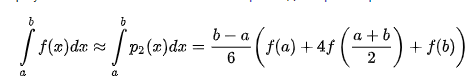 ∫_a^b f(x)dx ≈ ∫_a^b p₂(x)dx = (b − a)/6 (f(a) + 4f((a + b)/2) + f(b))